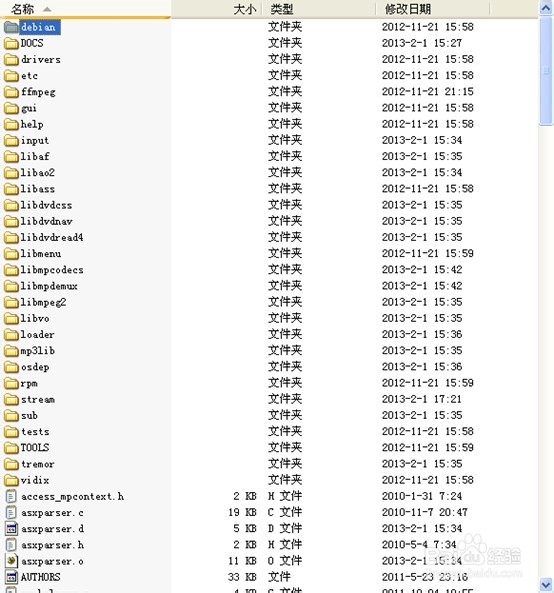 名称 大小 类型 修改日期
debian 文件夹 2012-11-21 15:58
DOCS 文件夹 2013-2-1 15:27
drivers 文件夹 2012-11-21 15:58
etc 文件夹 2012-11-21 15:58
ffmpeg 文件夹 2012-11-21 21:15
gui 文件夹 2012-11-21 15:58
help 文件夹 2012-11-21 15:58
input 文件夹 2013-2-1 15:34
libaf 文件夹 2013-2-1 15:35
libao2 文件夹 2013-2-1 15:34
libass 文件夹 2012-11-21 15:58
libdvdcss 文件夹 2013-2-1 15:35
libdvdnav 文件夹 2013-2-1 15:35
libdvdread4 文件夹 2013-2-1 15:35
libmenu 文件夹 2012-11-21 15:59
libmpcodecs 文件夹 2013-2-1 15:42
libmpdemux 文件夹 2013-2-1 15:42
libmpeg2 文件夹 2013-2-1 15:35
libvo 文件夹 2013-2-1 15:35
loader 文件夹 2013-2-1 15:36
mp3lib 文件夹 2013-2-1 15:35
osdep 文件夹 2013-2-1 15:36
rpm 文件夹 2012-11-21 15:59
stream 文件夹 2013-2-1 17:21
sub 文件夹 2013-2-1 15:35
tests 文件夹 2012-11-21 15:58
TOOLS 文件夹 2012-11-21 15:59
tremor 文件夹 2013-2-1 15:35
vidix 文件夹 2012-11-21 15:58
access_mpcontext.h 2 KB H 文件 2010-1-31 7:24
asxparser.c 19 KB C 文件 2010-11-7 20:47
asxparser.d 5 KB D 文件 2013-2-1 15:34
asxparser.h 2 KB H 文件 2010-5-4 7:34
asxparser.o 11 KB O 文件 2013-2-1 15:34
AUTHORS 33 KB 文件 2011-5-23 23:16